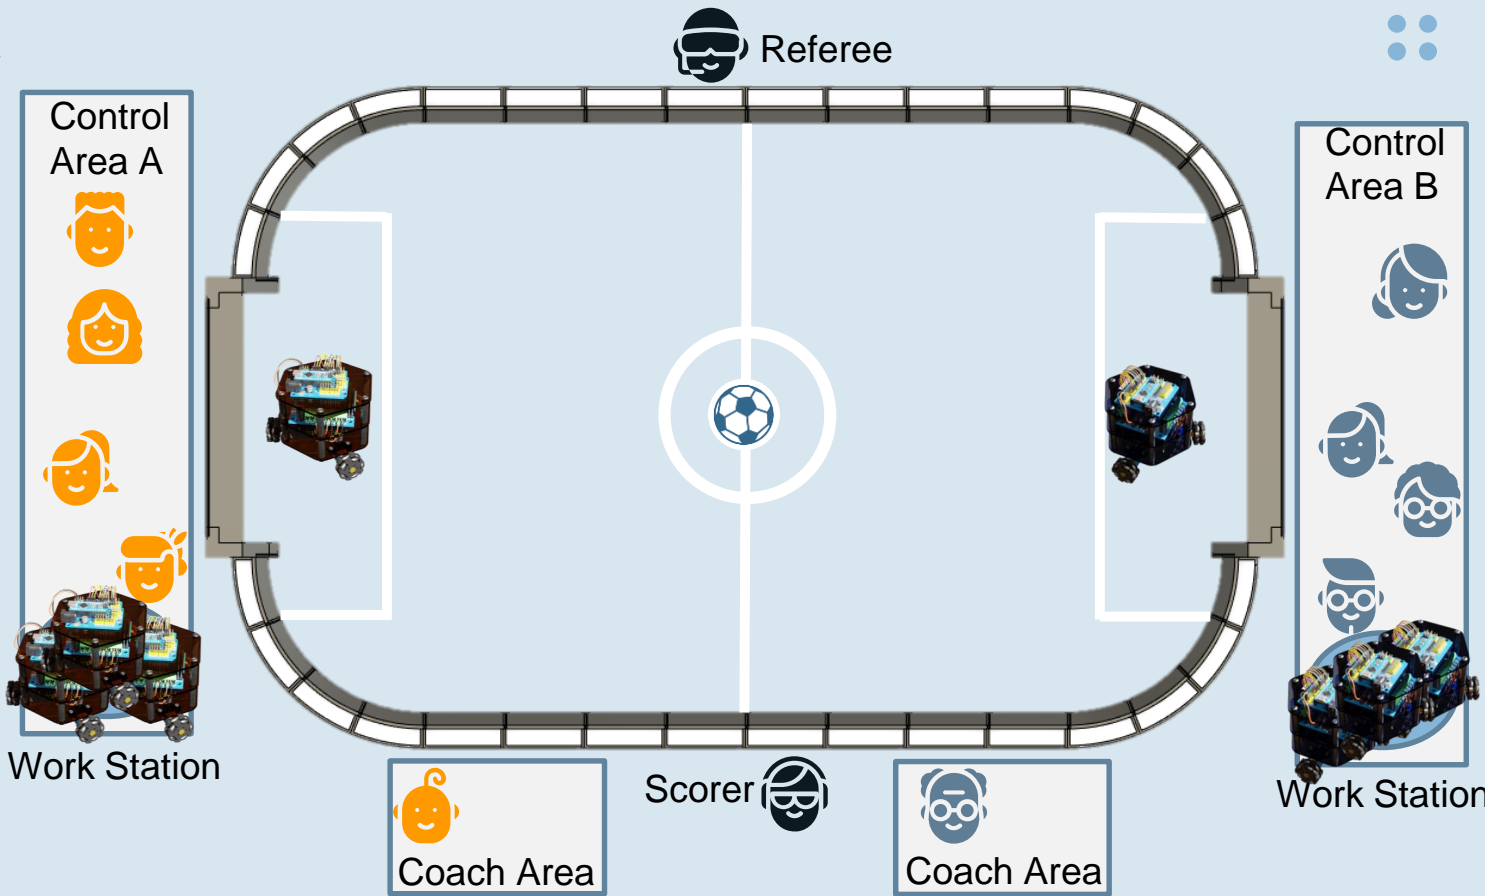 Referee
Control
Area A
Control
Area B
Work Station
Scorer
Work Station
Coach Area
Coach Area